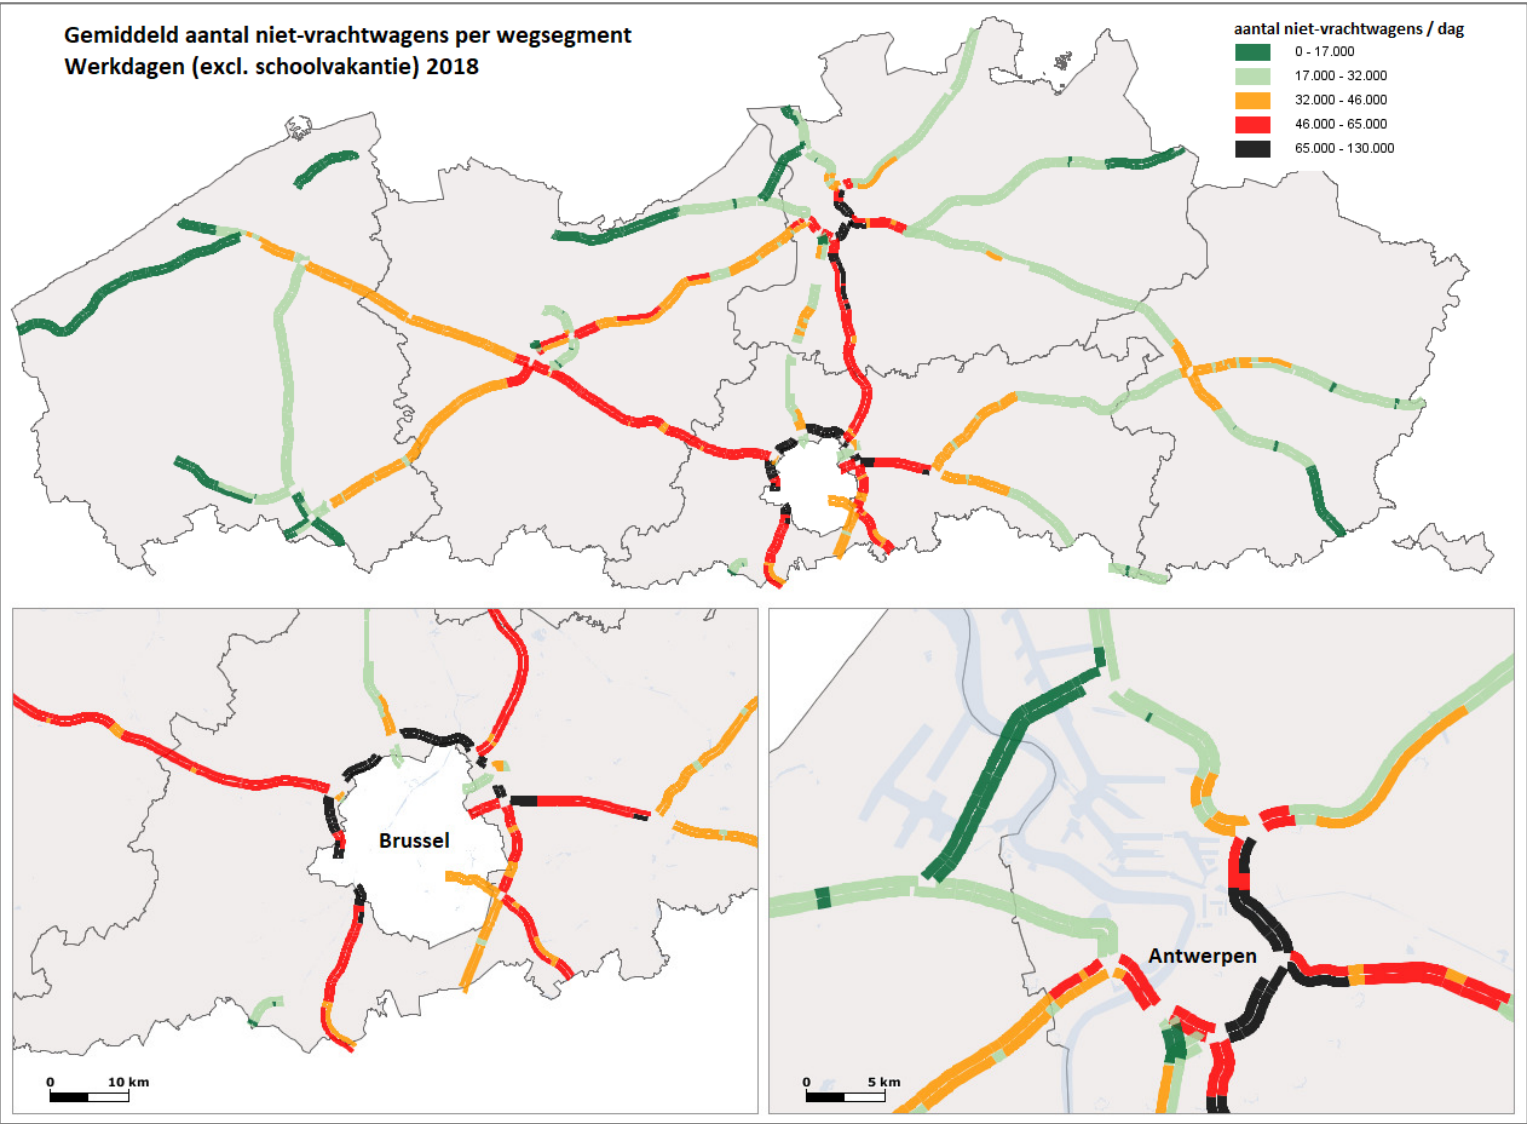 Gemiddeld aantal niet-vrachtwagens per wegsegment
Werkdagen (excl. schoolvakantie) 2018
aantal niet-vrachtwagens / dag
0 - 17.000
17.000 - 32.000
32.000 - 46.000
46.000 - 65.000
65.000 - 130.000
Brussel
0 10 km
Antwerpen
0 5 km